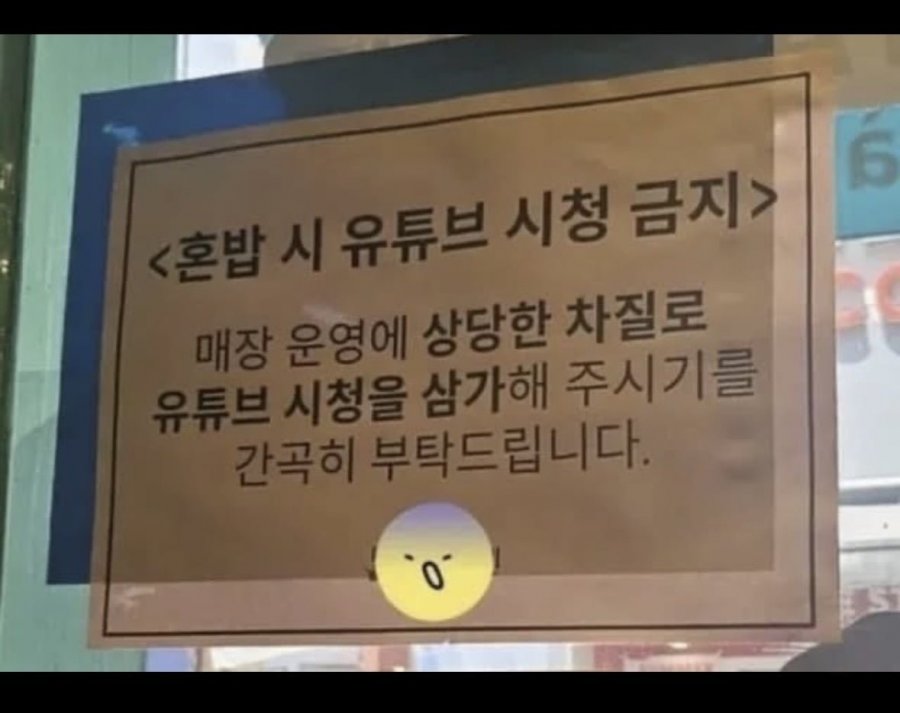 <혼밥 시 유튜브 시청 금지>
매장 운영에 상당한 차질로
유튜브 시청을 삼가해 주시기를
간곡히 부탁드립니다.